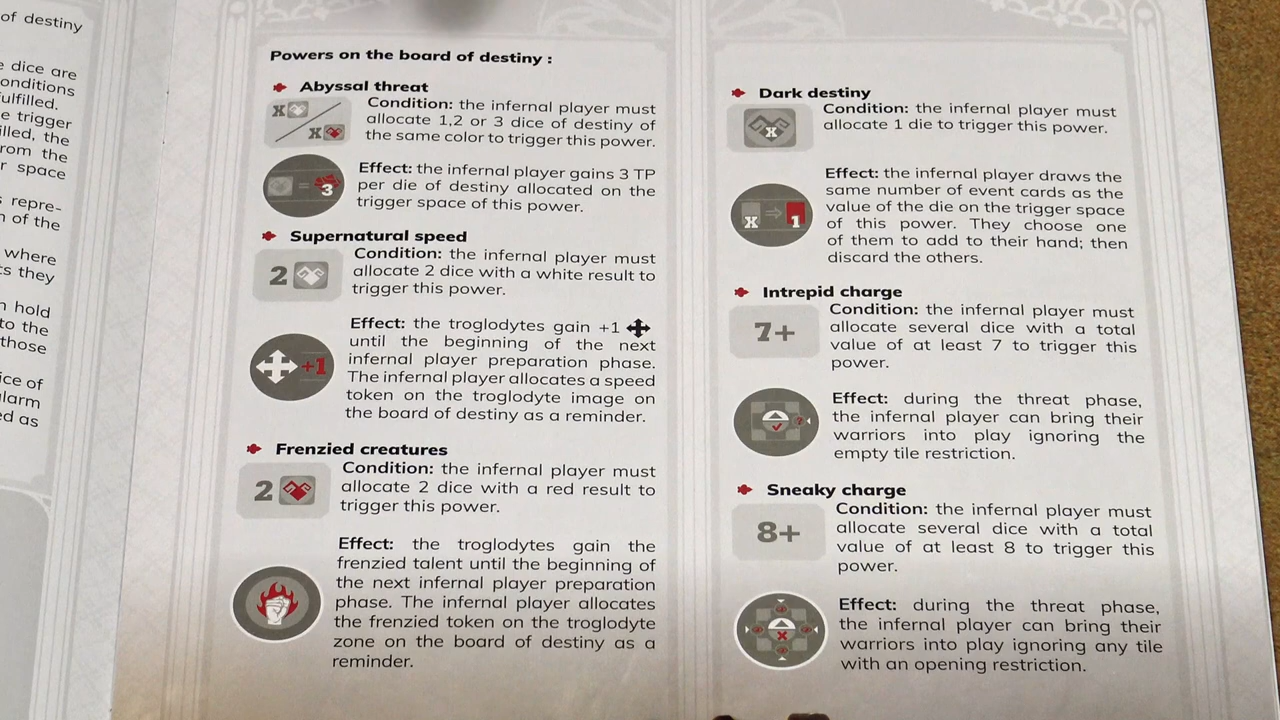 of destiny
dice are
onditions
ulfilled.
e trigger
illed, the
rom the
r space
repre-
n of the
where
ts they
hold
to the
those
ice of
alarm
ed as
Powers on the board of destiny :
Abyssal threat
X
X
Condition: the infernal player must
allocate 1,2 or 3 dice of destiny of
the same color to trigger this power.
= 3
Effect: the infernal player gains 3 TP
per die of destiny allocated on the
trigger space of this power.
Supernatural speed
2
Condition: the infernal player must
allocate 2 dice with a white result to
trigger this power.
+1
Effect: the troglodytes gain +1
until the beginning of the next
infernal player preparation phase.
The infernal player allocates a speed
token on the troglodyte image on
the board of destiny as a reminder.
Frenzied creatures
2
Condition: the infernal player must
allocate 2 dice with a red result to
trigger this power.
Effect: the troglodytes gain the
frenzied talent until the beginning of
the next infernal player preparation
phase. The infernal player allocates
the frenzied token on the troglodyte
zone on the board of destiny as a
reminder.
Dark destiny
X
Condition: the infernal player must
allocate 1 die to trigger this power.
X ⇒ 1
Effect: the infernal player draws the
same number of event cards as the
value of the die on the trigger space
of this power. They choose one
of them to add to their hand; then
discard the others.
Intrepid charge
7+
Condition: the infernal player must
allocate several dice with a total
value of at least 7 to trigger this
power.
?
Effect: during the threat phase,
the infernal player can bring their
warriors into play ignoring the
empty tile restriction.
Sneaky charge
8+
Condition: the infernal player must
allocate several dice with a total
value of at least 8 to trigger this
power.
Effect: during the threat phase,
the infernal player can bring their
warriors into play ignoring any tile
with an opening restriction.